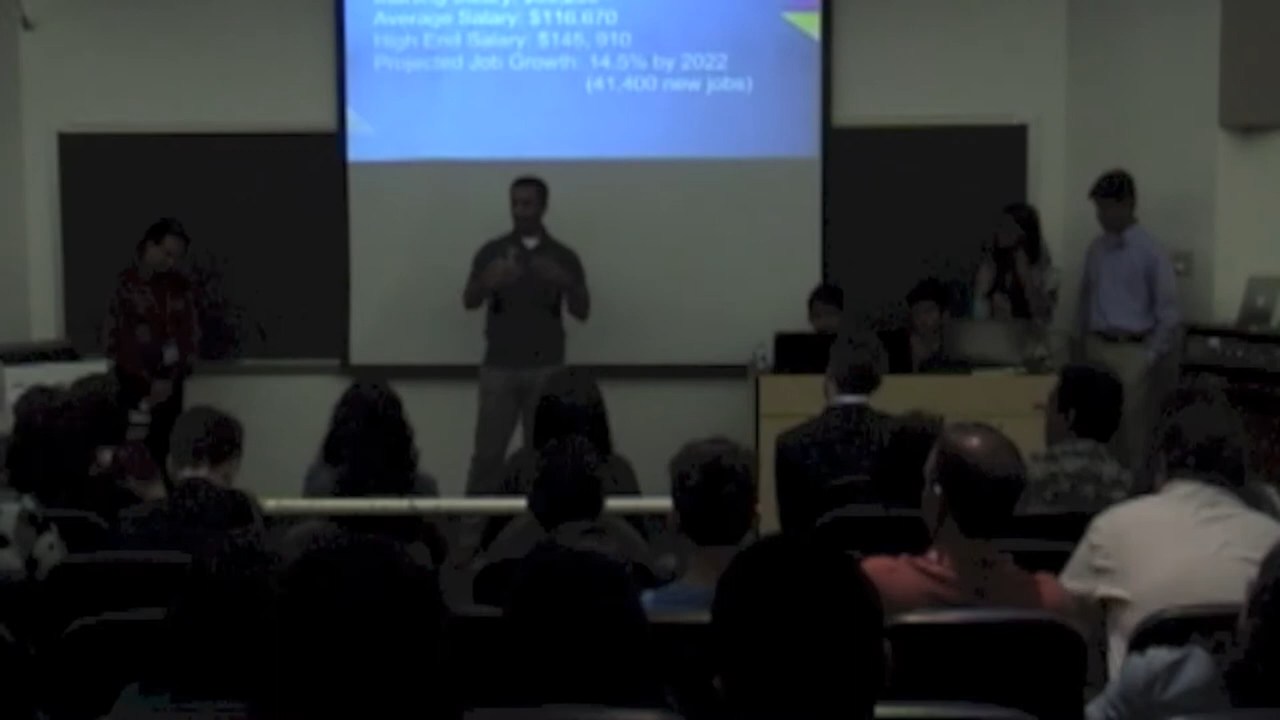 Average Salary: $116,670
High End Salary: $145, 910
Projected Job Growth: 14.5% by 2022
(41,400 new jobs)